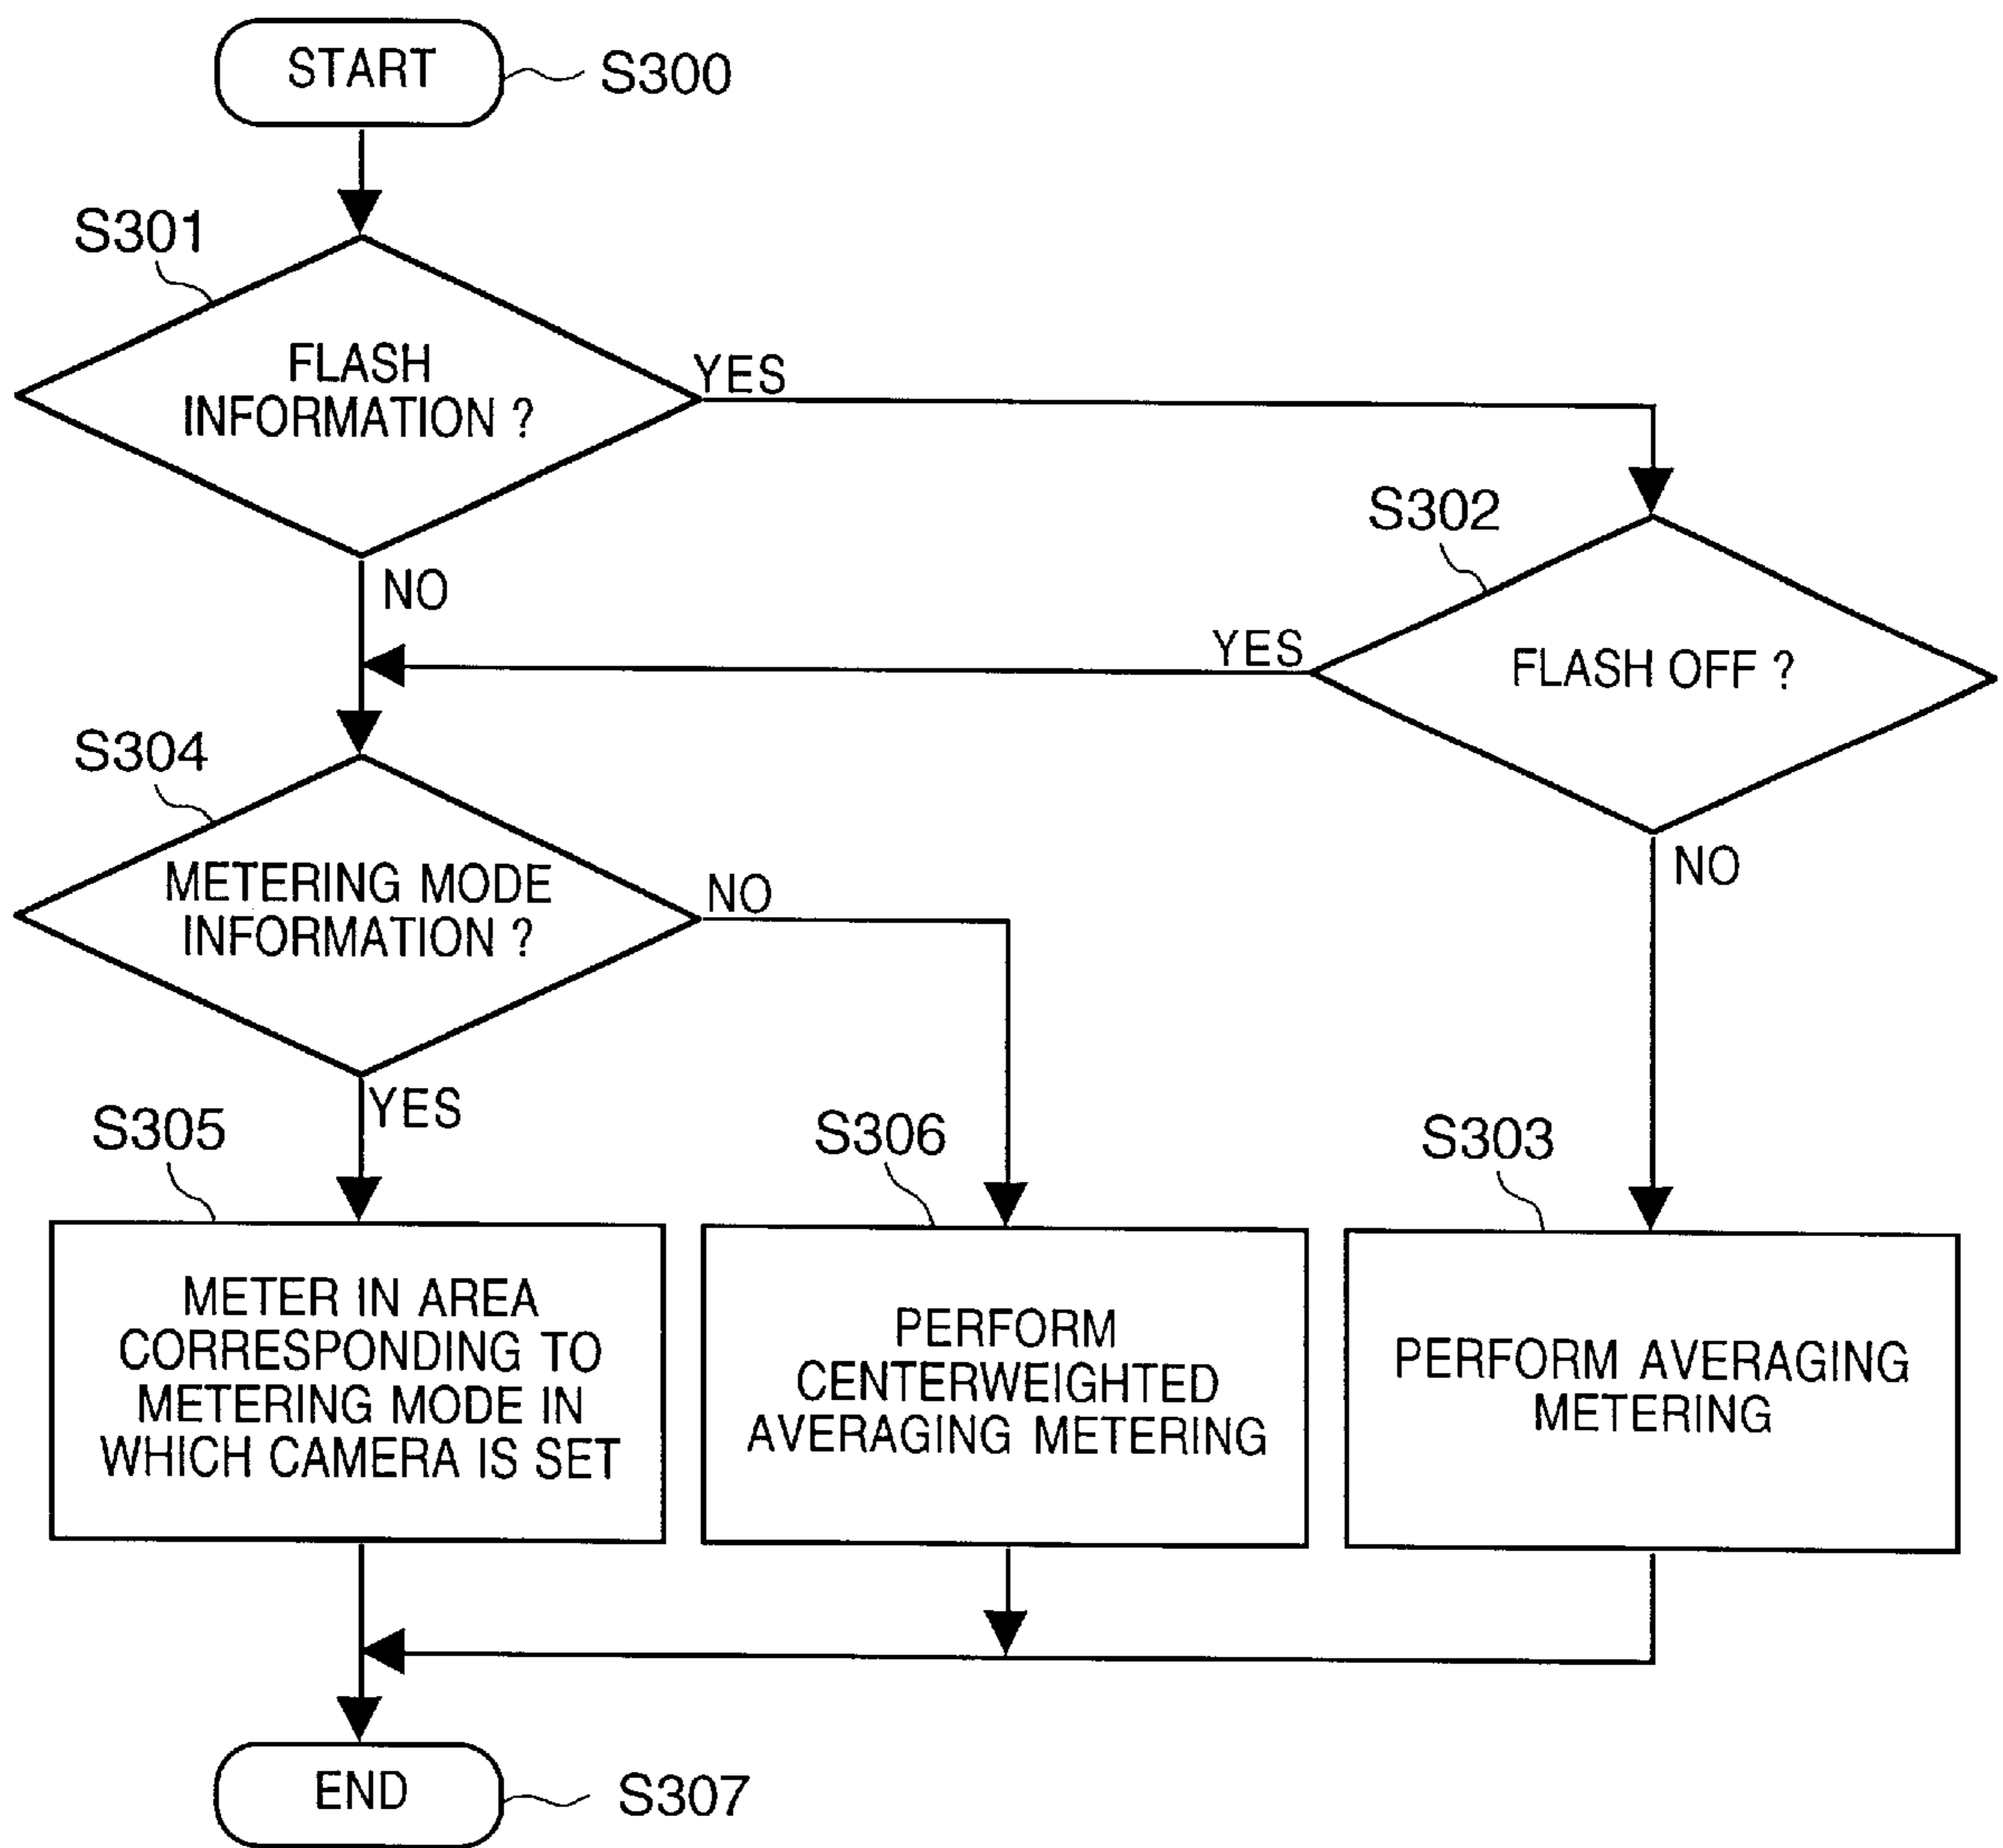 START
S300
S301
FLASH
INFORMATION ?
YES
NO
S302
FLASH OFF ?
YES
NO
S304
METERING MODE
INFORMATION ?
NO
YES
S305
METER IN AREA
CORRESPONDING TO
METERING MODE IN
WHICH CAMERA IS SET
S306
PERFORM
CENTERWEIGHTED
AVERAGING METERING
S303
PERFORM AVERAGING
METERING
END
S307